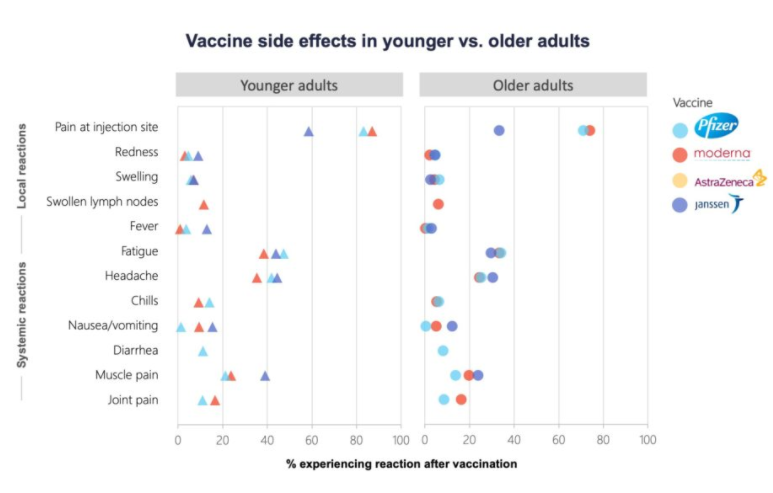 Vaccine side effects in younger vs. older adults
Younger adults
Older adults
Vaccine
Pfizer
moderna
AstraZeneca
janssen
Local reactions
Systemic reactions
Pain at injection site
Redness
Swelling
Swollen lymph nodes
Fever
Fatigue
Headache
Chills
Nausea/vomiting
Diarrhea
Muscle pain
Joint pain
0 20 40 60 80 100
0 20 40 60 80 100
% experiencing reaction after vaccination